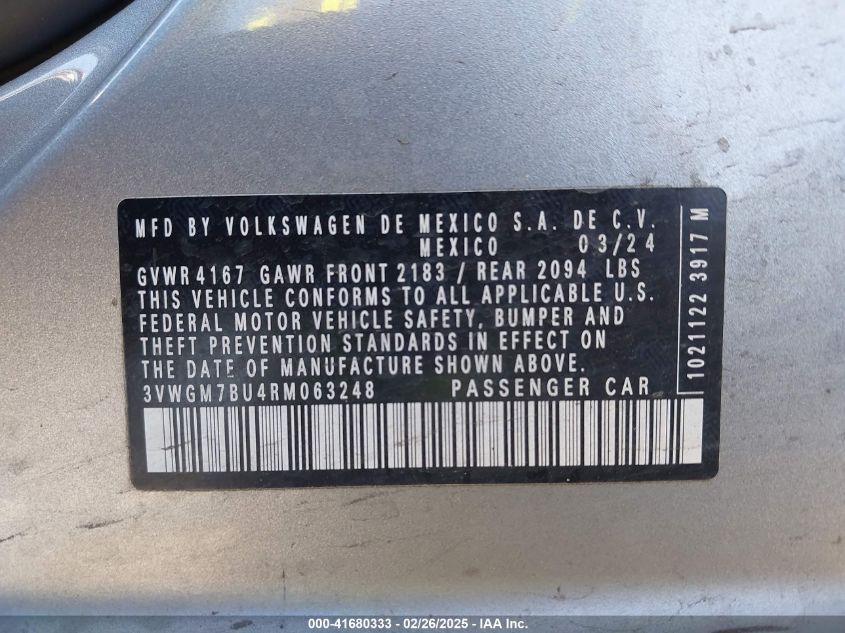 MFD BY VOLKSWAGEN DE MEXICO S.A. DE C.V.
MEXICO 03/24
GVWR 4167 GAWR FRONT 2183 / REAR 2094 LBS
THIS VEHICLE CONFORMS TO ALL APPLICABLE U.S.
FEDERAL MOTOR VEHICLE SAFETY, BUMPER AND
THEFT PREVENTION STANDARDS IN EFFECT ON
THE DATE OF MANUFACTURE SHOWN ABOVE.
3VWGM7BU4RM063248 PASSENGER CAR
1021122 3917 M
000-41680333 - 02/26/2025 - IAA Inc.